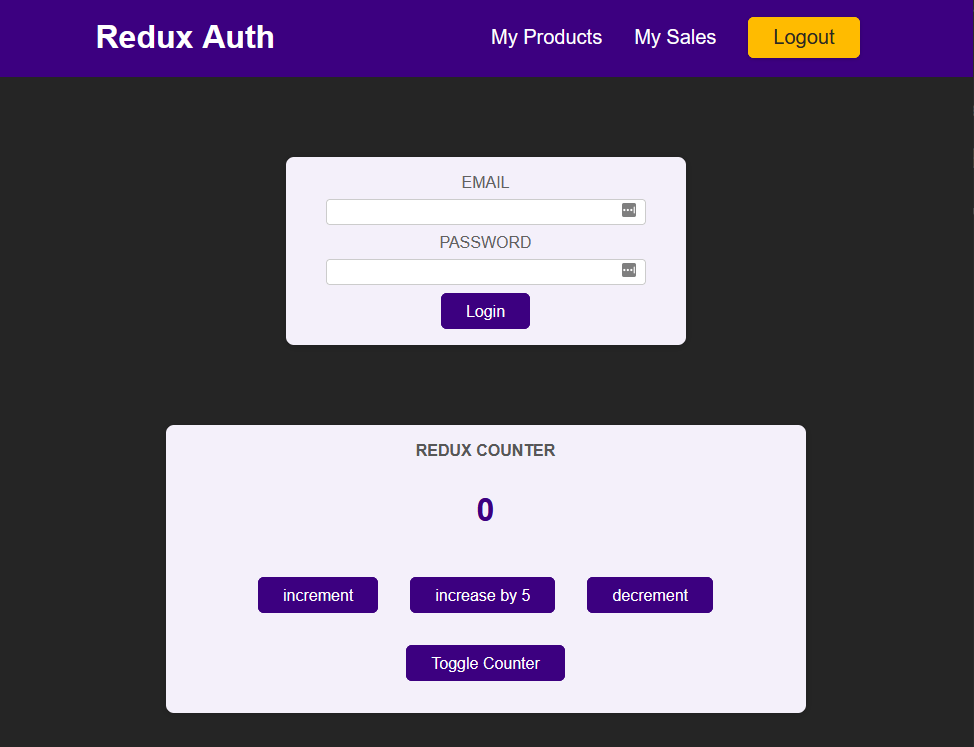 Redux Auth
My Products My Sales Logout
EMAIL
PASSWORD
Login
REDUX COUNTER
0
increment increase by 5 decrement
Toggle Counter